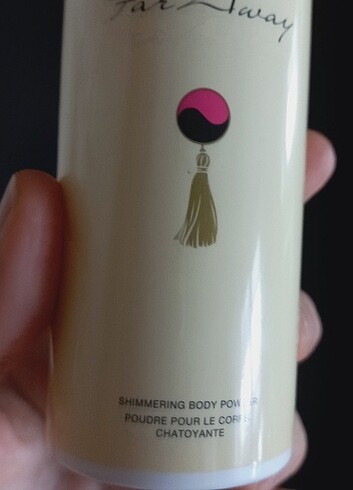 Far Away
SHIMMERING BODY POWDER
POUDRE POUR LE CORPS
CHATOYANTE